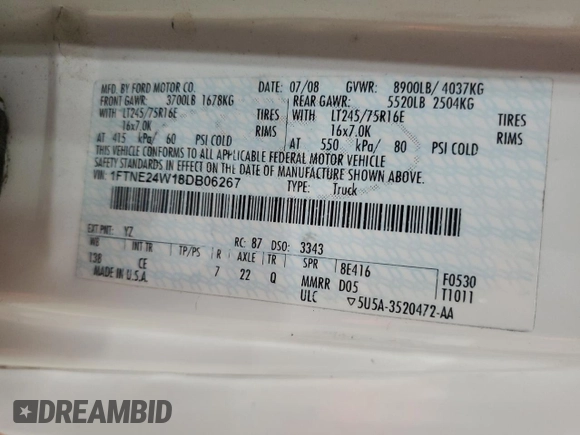 MFD. BY FORD MOTOR CO. DATE: 07/08 GVWR: 8900LB/ 4037KG
FRONT GAWR: 3700LB 1678KG REAR GAWR: 5520LB 2504KG
WITH LT245/75R16E TIRES WITH LT245/75R16E TIRES
16x7.0K RIMS 16x7.0K RIMS
AT 415 kPa/ 60 PSI COLD AT 550 kPa/ 80 PSI COLD
THIS VEHICLE CONFORMS TO ALL APPLICABLE FEDERAL MOTOR VEHICLE
SAFETY STANDARDS IN EFFECT ON THE DATE OF MANUFACTURE SHOWN ABOVE.
VIN: 1FTNE24W18DB06267 TYPE: Truck
EXT PNT: YZ RC: 87 DSO: 3343
WB INT TR TP/PS R AXLE TR SPR 8E416 F0530
138 CE 7 22 Q MMRR D05 T1011
MADE IN U.S.A. ULC ▽5U5A-3520472-AA
DREAMBID